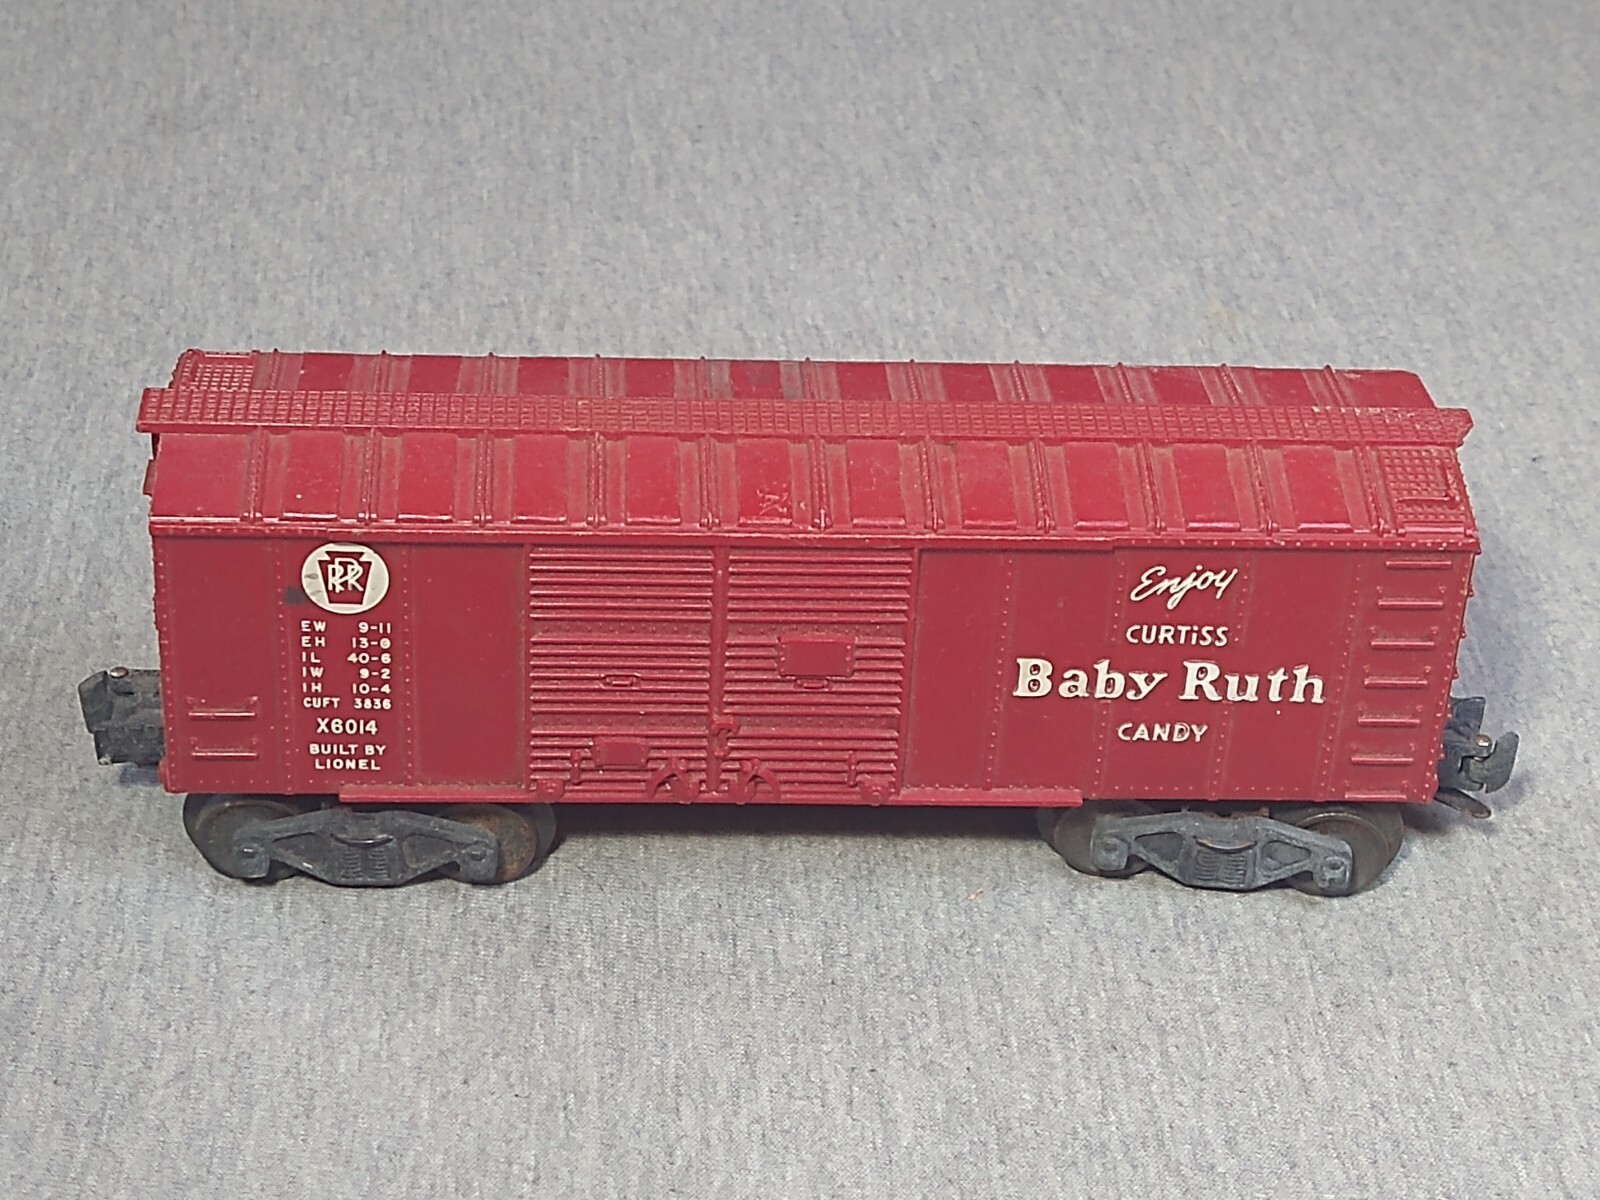 PRR
EW 9-11
EH 13-0
IL 40-6
IW 9-2
IH 10-4
CUFT 3836
X6014
BUILT BY
LIONEL
Enjoy
CURTiSS
Baby Ruth
CANDY